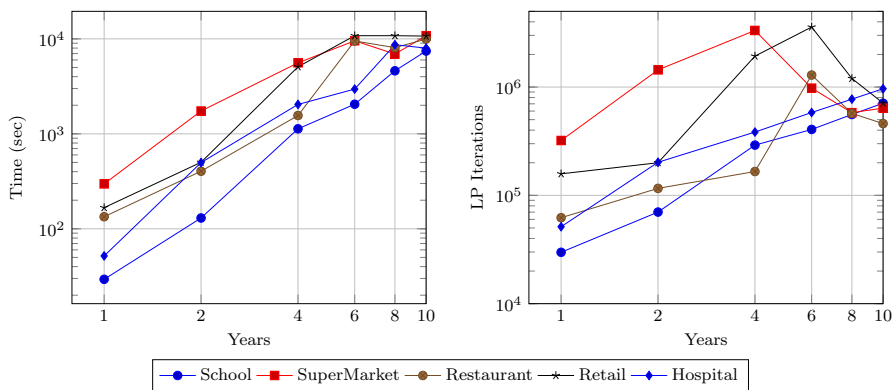 10^4
10^3
10^2
Time (sec)
1 2 4 6 8 10
Years
10^6
10^5
10^4
LP Iterations
1 2 4 6 8 10
Years
School SuperMarket Restaurant Retail Hospital